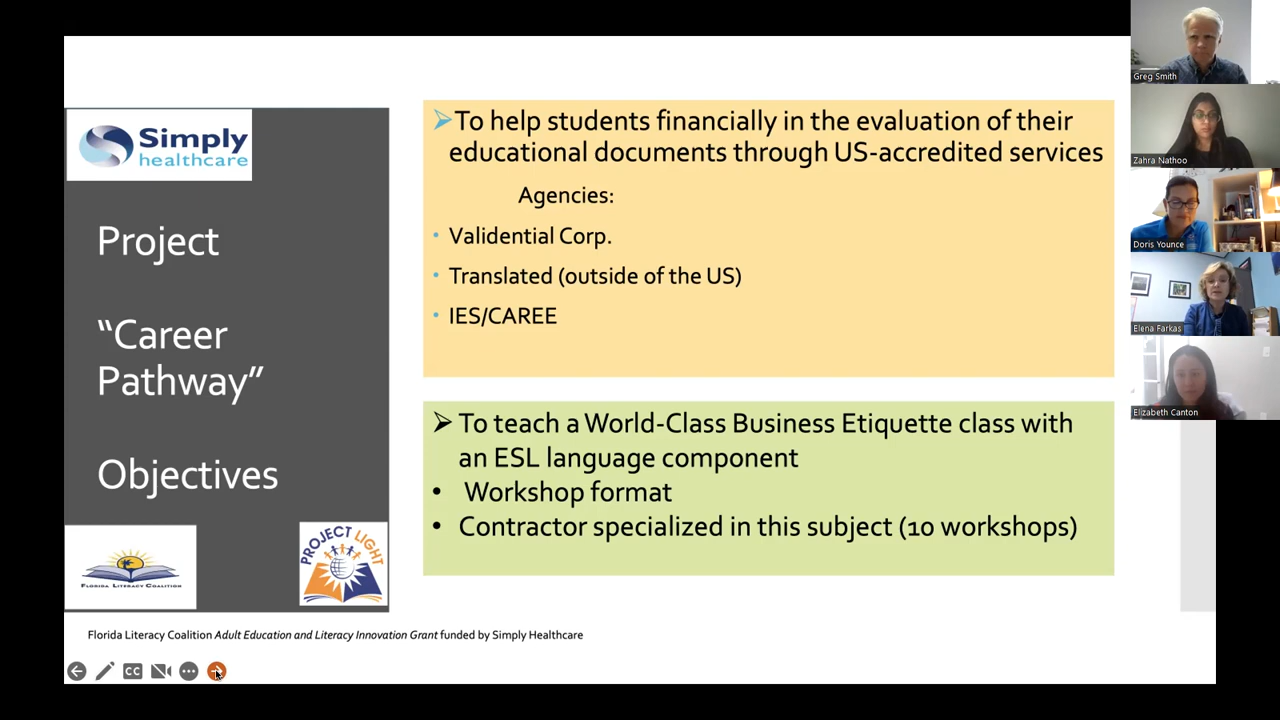 Simply
healthcare
Project
“Career
Pathway”
Objectives
FLORIDA LITERACY COALITION
PROJECT LIGHT
➢To help students financially in the evaluation of their
educational documents through US-accredited services
Agencies:
• Validential Corp.
• Translated (outside of the US)
• IES/CAREE
➢ To teach a World-Class Business Etiquette class with
an ESL language component
• Workshop format
• Contractor specialized in this subject (10 workshops)
Florida Literacy Coalition Adult Education and Literacy Innovation Grant funded by Simply Healthcare
CC
Greg Smith
Zahra Nathoo
Doris Younce
Elena Farkas
Elizabeth Canton